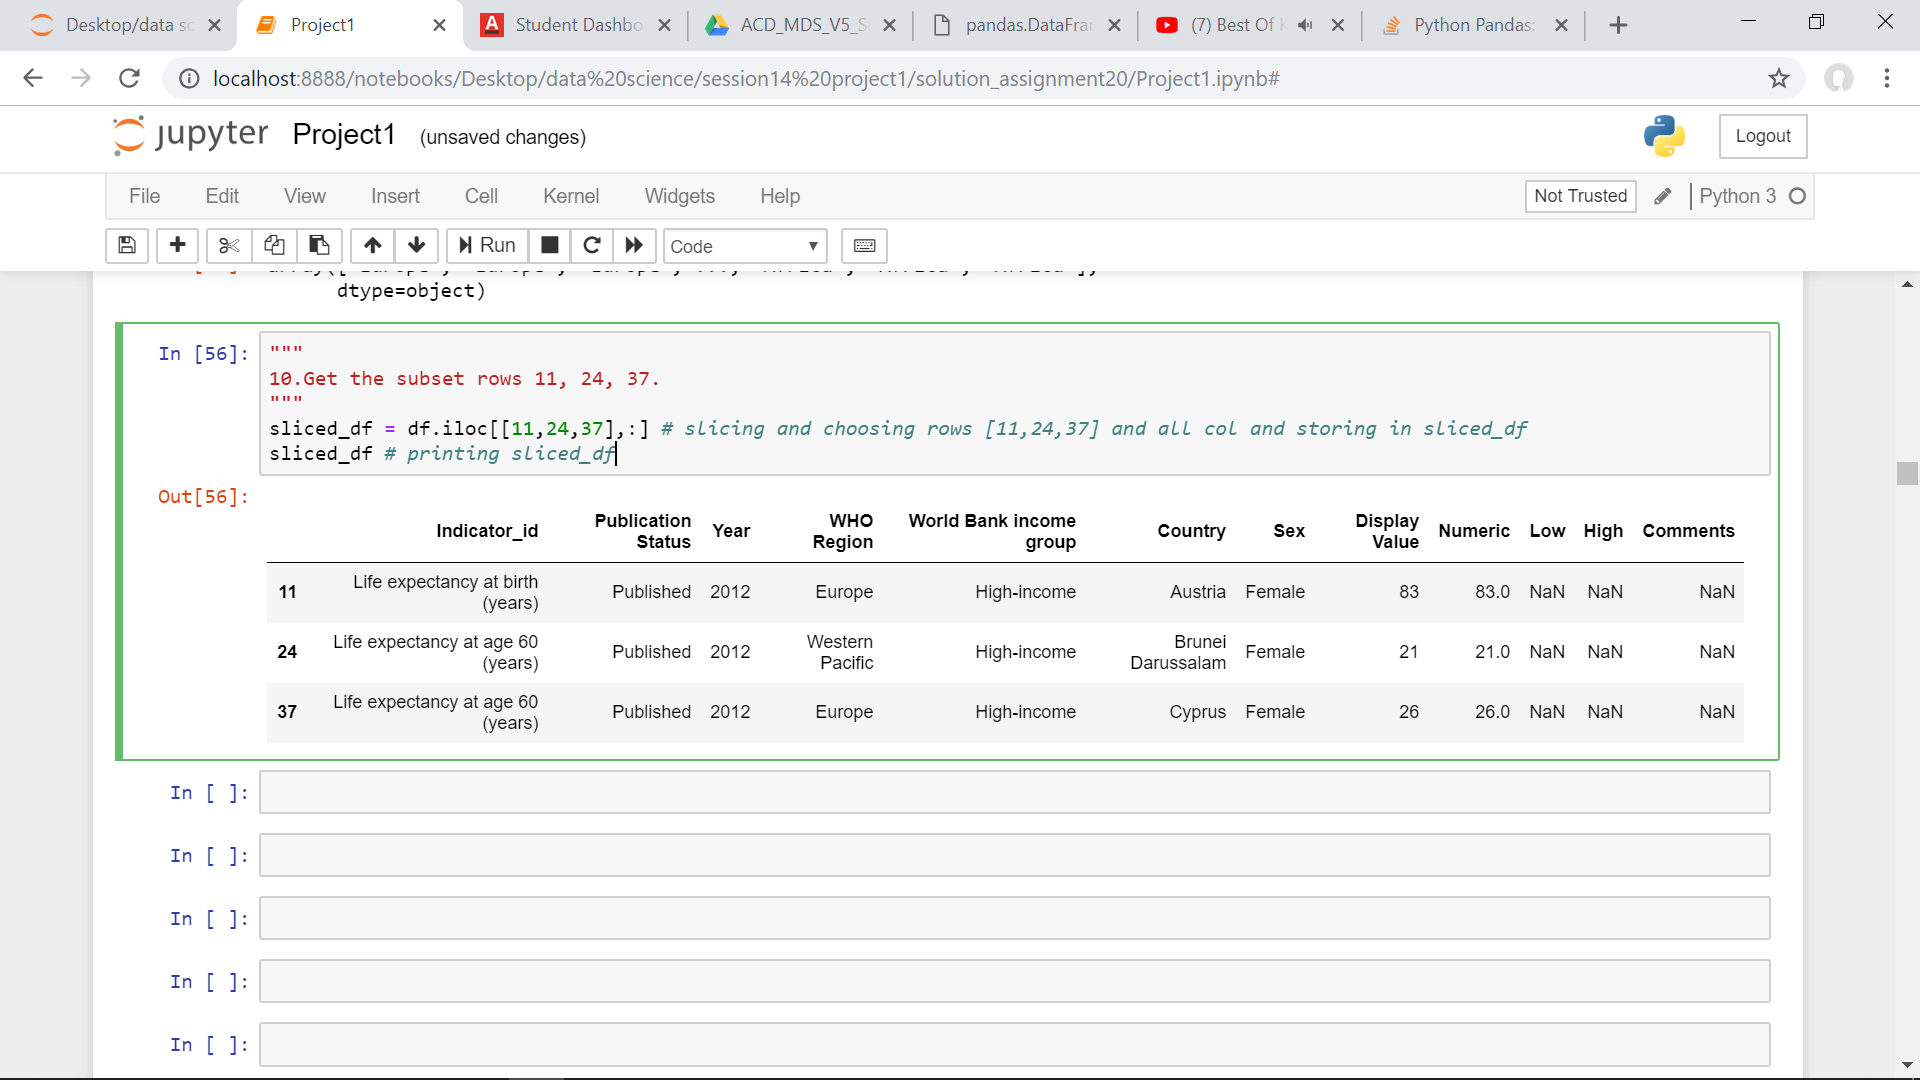 Desktop/data sc
Project1
Student Dashbo
ACD_MDS_V5_S
pandas.DataFrar
(7) Best Of
Python Pandas:
localhost:8888/notebooks/Desktop/data%20science/session14%20project1/solution_assignment20/Project1.ipynb#
jupyter Project1 (unsaved changes)
Logout
File Edit View Insert Cell Kernel Widgets Help
Not Trusted
Python 3
Run
Code
dtype=object)
In [56]:
"""
10.Get the subset rows 11, 24, 37.
"""
sliced_df = df.iloc[[11,24,37],:] # slicing and choosing rows [11,24,37] and all col and storing in sliced_df
sliced_df # printing sliced_df
Out[56]:
Indicator_id Publication Status Year WHO Region World Bank income group Country Sex Display Value Numeric Low High Comments
11 Life expectancy at birth (years) Published 2012 Europe High-income Austria Female 83 83.0 NaN NaN NaN
24 Life expectancy at age 60 (years) Published 2012 Western Pacific High-income Brunei Darussalam Female 21 21.0 NaN NaN NaN
37 Life expectancy at age 60 (years) Published 2012 Europe High-income Cyprus Female 26 26.0 NaN NaN NaN
In [ ]:
In [ ]:
In [ ]:
In [ ]:
In [ ]: